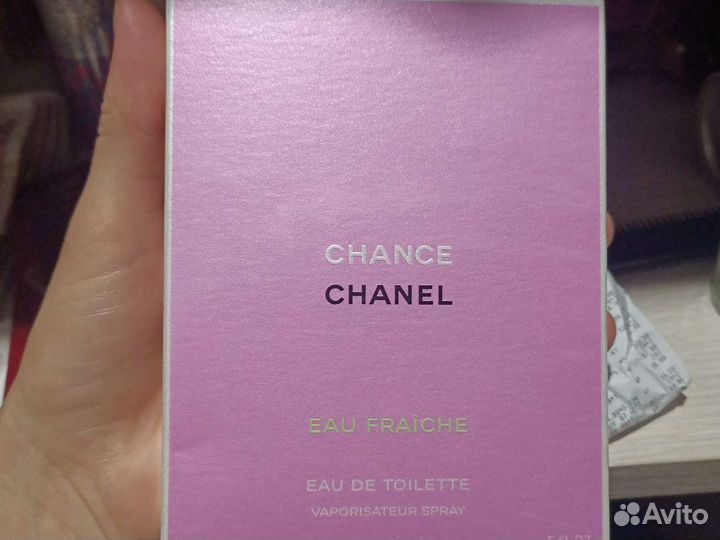 CHANCE
CHANEL
EAU FRAÎCHE
EAU DE TOILETTE
VAPORISATEUR SPRAY
Avito